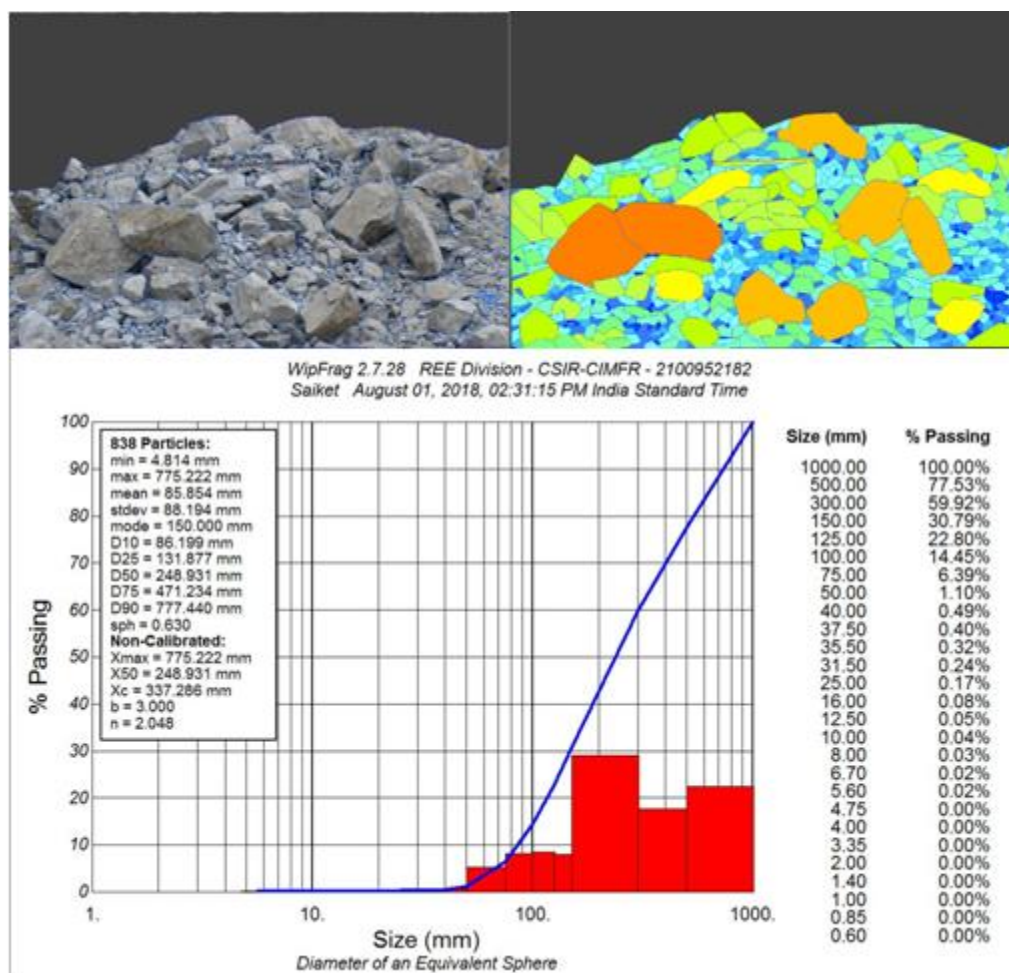 WipFrag 2.7.28 REE Division - CSIR-CIMFR - 2100952182
Saiket August 01, 2018, 02:31:15 PM India Standard Time
838 Particles:
min = 4.814 mm
max = 775.222 mm
mean = 85.854 mm
stdev = 88.194 mm
mode = 150.000 mm
D10 = 86.199 mm
D25 = 131.877 mm
D50 = 248.931 mm
D75 = 471.234 mm
D90 = 777.440 mm
sph = 0.630
Non-Calibrated:
Xmax = 775.222 mm
X50 = 248.931 mm
Xc = 337.286 mm
b = 3.000
n = 2.048
% Passing
100
90
80
70
60
50
40
30
20
10
0
1. 10. 100. 1000.
Size (mm)
Diameter of an Equivalent Sphere
Size (mm) % Passing
1000.00 100.00%
500.00 77.53%
300.00 59.92%
150.00 30.79%
125.00 22.80%
100.00 14.45%
75.00 6.39%
50.00 1.10%
40.00 0.49%
37.50 0.40%
35.50 0.32%
31.50 0.24%
25.00 0.17%
16.00 0.08%
12.50 0.05%
10.00 0.04%
8.00 0.03%
6.70 0.02%
5.60 0.02%
4.75 0.00%
4.00 0.00%
3.35 0.00%
2.00 0.00%
1.40 0.00%
1.00 0.00%
0.85 0.00%
0.60 0.00%